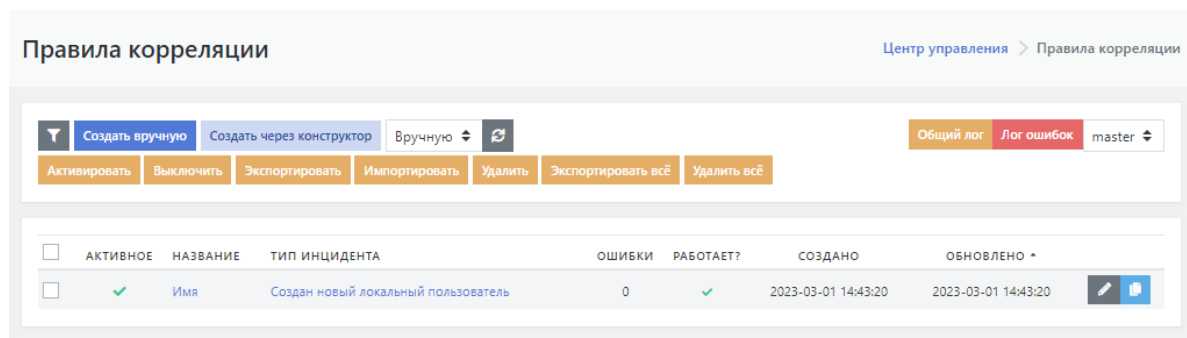 Правила корреляции
Центр управления > Правила корреляции
Создать вручную Создать через конструктор Вручную Общий лог Лог ошибок master
Активировать Выключить Экспортировать Импортировать Удалить Экспортировать всё Удалить всё
АКТИВНОЕ НАЗВАНИЕ ТИП ИНЦИДЕНТА ОШИБКИ РАБОТАЕТ? СОЗДАНО ОБНОВЛЕНО
Имя Создан новый локальный пользователь 0 2023-03-01 14:43:20 2023-03-01 14:43:20